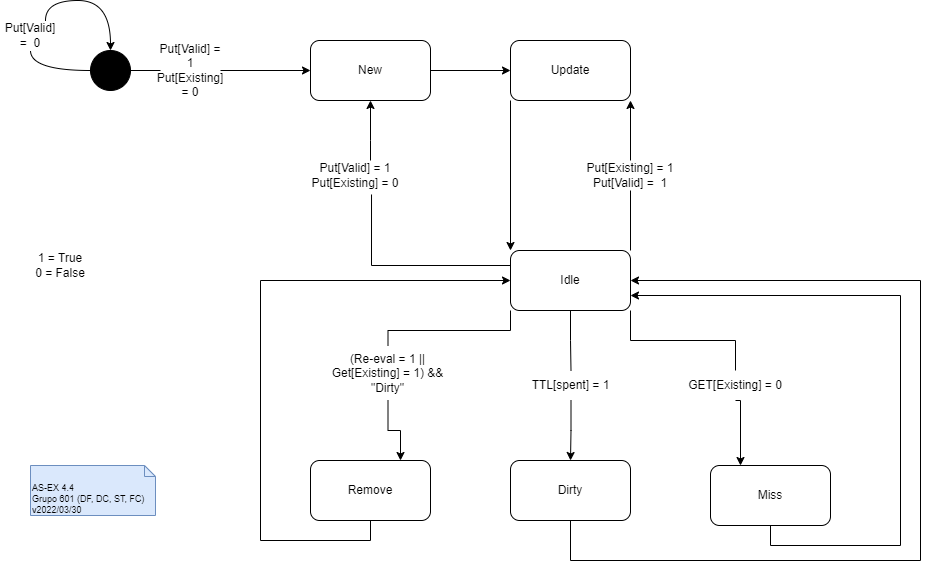 Put[Valid]
= 0
Put[Valid] =
1
Put[Existing]
= 0
New
Update
Put[Valid] = 1
Put[Existing] = 0
Put[Existing] = 1
Put[Valid] = 1
1 = True
0 = False
Idle
(Re-eval = 1 ||
Get[Existing] = 1) &&
"Dirty"
TTL[spent] = 1
GET[Existing] = 0
Remove
Dirty
Miss
AS-EX 4.4
Grupo 601 (DF, DC, ST, FC)
v2022/03/30